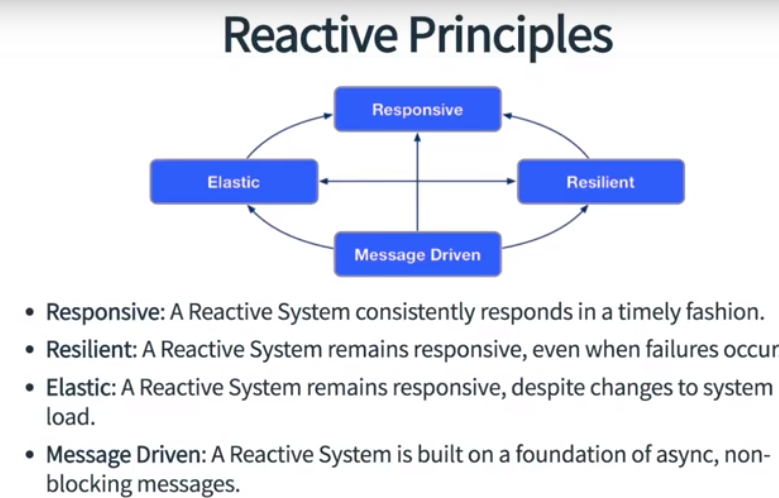 Reactive Principles
Responsive
Elastic
Resilient
Message Driven
• Responsive: A Reactive System consistently responds in a timely fashion.
• Resilient: A Reactive System remains responsive, even when failures occur
• Elastic: A Reactive System remains responsive, despite changes to system
load.
• Message Driven: A Reactive System is built on a foundation of async, non-
blocking messages.